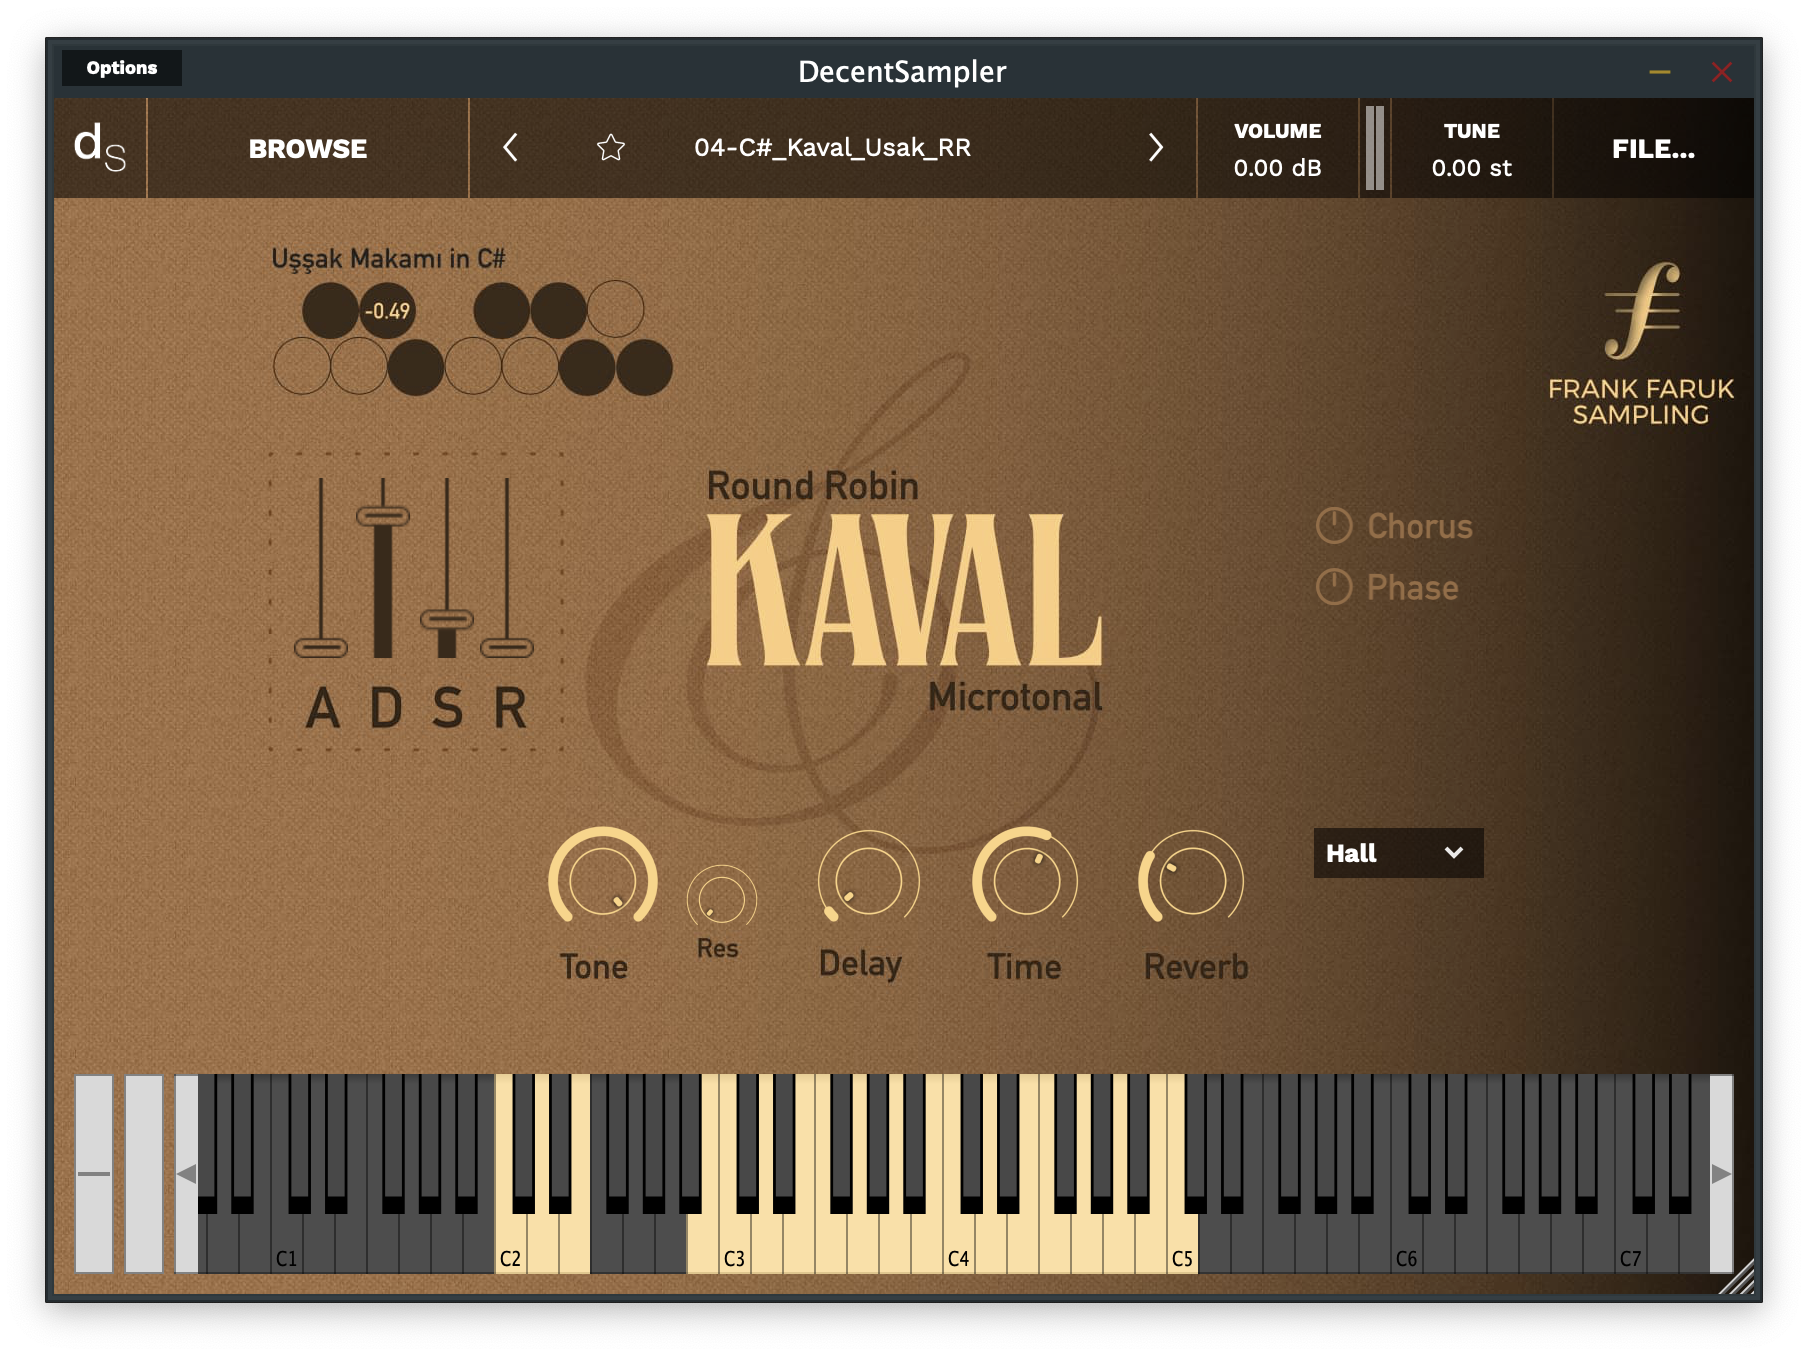 Options
DecentSampler
ds
BROWSE
04-C#_Kaval_Usak_RR
VOLUME
0.00 dB
TUNE
0.00 st
FILE...
Uşşak Makamı in C#
-0.49
FRANK FARUK
SAMPLING
Round Robin
KAVAL
Microtonal
Chorus
Phase
A D S R
Hall
Tone
Res
Delay
Time
Reverb
C1 C2 C3 C4 C5 C6 C7